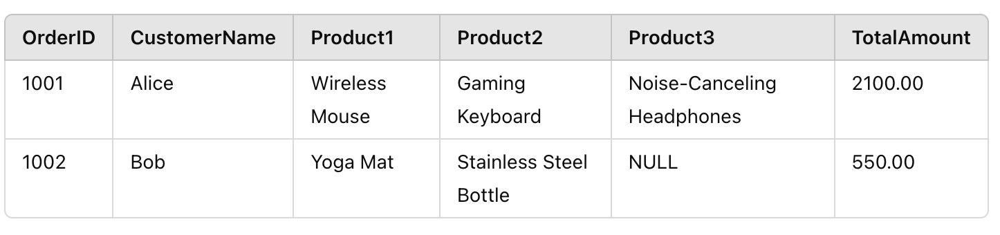 OrderID CustomerName Product1 Product2 Product3 TotalAmount
1001 Alice Wireless Gaming Noise-Canceling 2100.00
Mouse Keyboard Headphones
1002 Bob Yoga Mat Stainless Steel NULL 550.00
Bottle